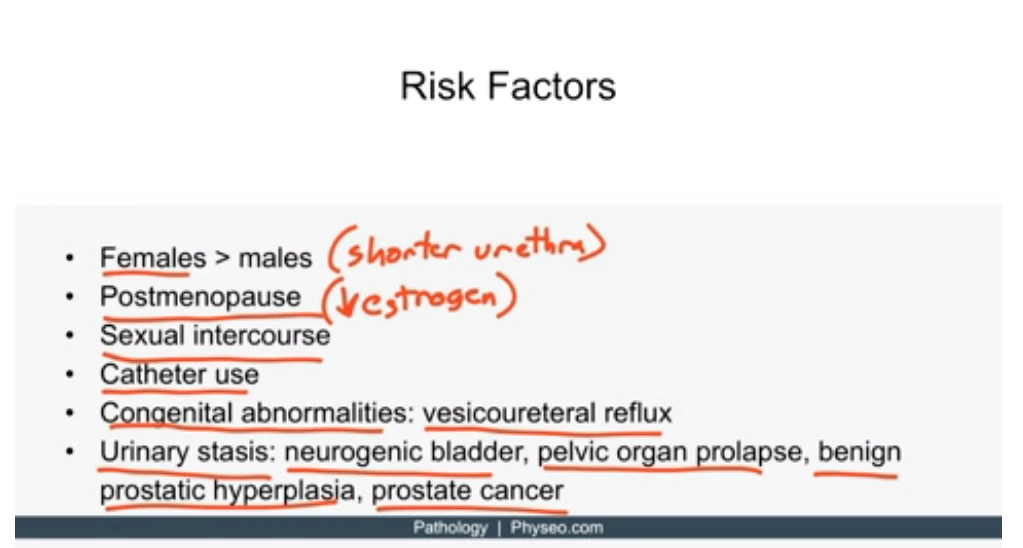 Risk Factors
• Females > males (shorter urethra)
• Postmenopause (↓estrogen)
• Sexual intercourse
• Catheter use
• Congenital abnormalities: vesicoureteral reflux
• Urinary stasis: neurogenic bladder, pelvic organ prolapse, benign
prostatic hyperplasia, prostate cancer
Pathology | Physeo.com